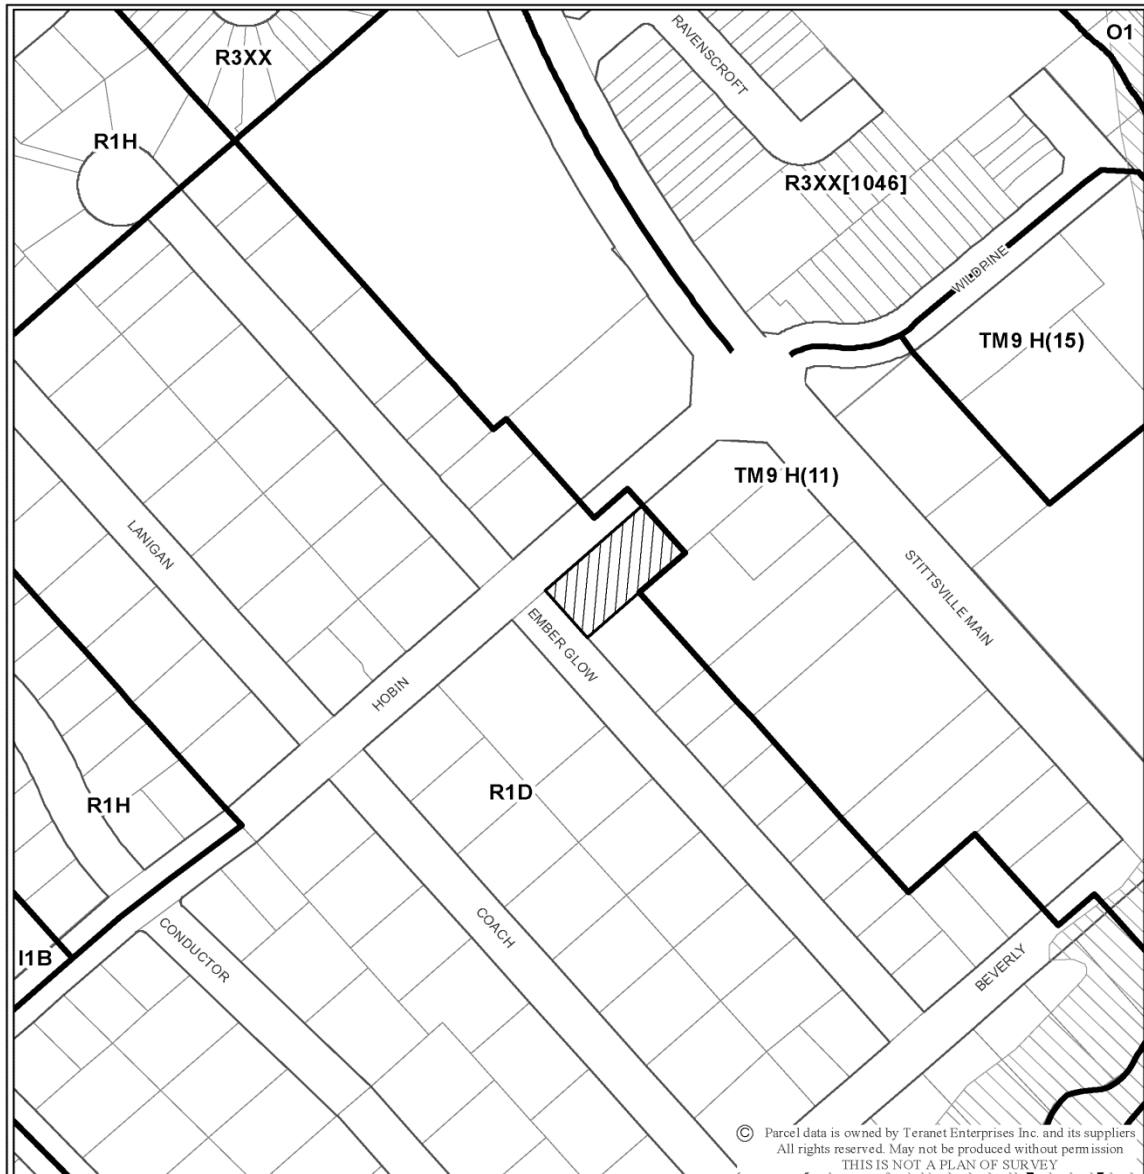 O1
RAVENSCROFT
R3XX
R1H
R3XX[1046]
WILDPINE
TM9 H(15)
TM9 H(11)
LANIGAN
STITTSVILLE MAIN
EMBER GLOW
HOBIN
R1D
R1H
COACH
CONDUCTOR
I1B
BEVERLY
© Parcel data is owned by Teranet Enterprises Inc. and its suppliers
All rights reserved. May not be produced without permission
THIS IS NOT A PLAN OF SURVEY